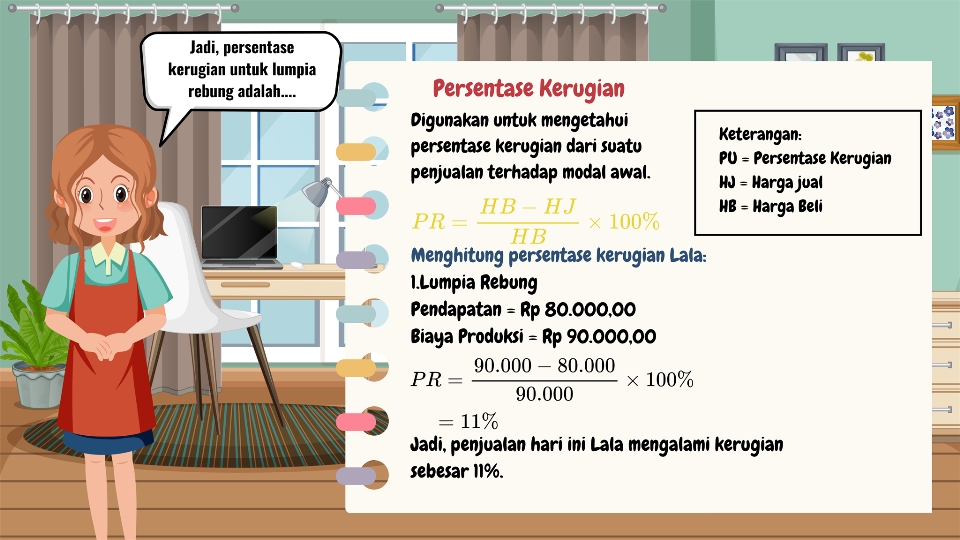 Jadi, persentase
kerugian untuk lumpia
rebung adalah....
Persentase Kerugian
Digunakan untuk mengetahui
persentase kerugian dari suatu
penjualan terhadap modal awal.
PR = \frac{HB - HJ}{HB} × 100%
Keterangan:
PU = Persentase Kerugian
HJ = Harga jual
HB = Harga Beli
Menghitung persentase kerugian Lala:
1.Lumpia Rebung
Pendapatan = Rp 80.000,00
Biaya Produksi = Rp 90.000,00
PR = \frac{90.000 - 80.000}{90.000} × 100%
= 11%
Jadi, penjualan hari ini Lala mengalami kerugian
sebesar 11%.